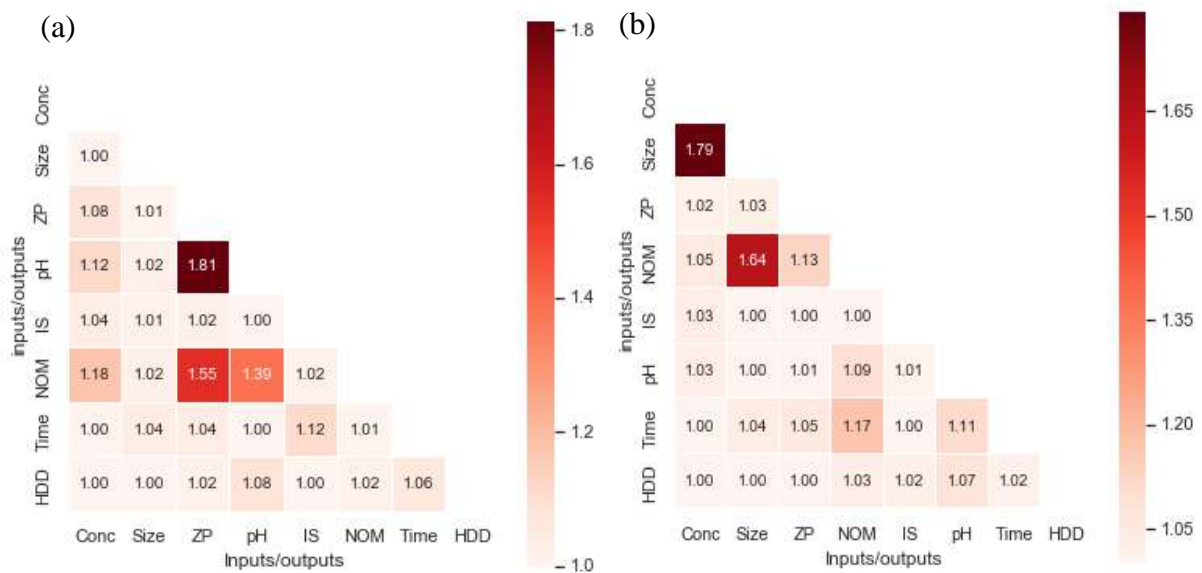 (a)
Conc
Size 1.00
ZP 1.08 1.01
pH 1.12 1.02 1.81
IS 1.04 1.01 1.02 1.00
NOM 1.18 1.02 1.55 1.39 1.02
Time 1.00 1.04 1.04 1.00 1.12 1.01
HDD 1.00 1.00 1.02 1.08 1.00 1.02 1.06
inputs/outputs
Conc Size ZP pH IS NOM Time HDD
Inputs/outputs
1.8
1.6
1.4
1.2
1.0
(b)
Conc
Size 1.79
ZP 1.02 1.03
NOM 1.05 1.64 1.13
IS 1.03 1.00 1.00 1.00
pH 1.03 1.00 1.01 1.09 1.01
Time 1.00 1.04 1.05 1.17 1.00 1.11
HDD 1.00 1.00 1.00 1.03 1.02 1.07 1.02
inputs/outputs
Conc Size ZP NOM IS pH Time HDD
Inputs/outputs
1.65
1.50
1.35
1.20
1.05